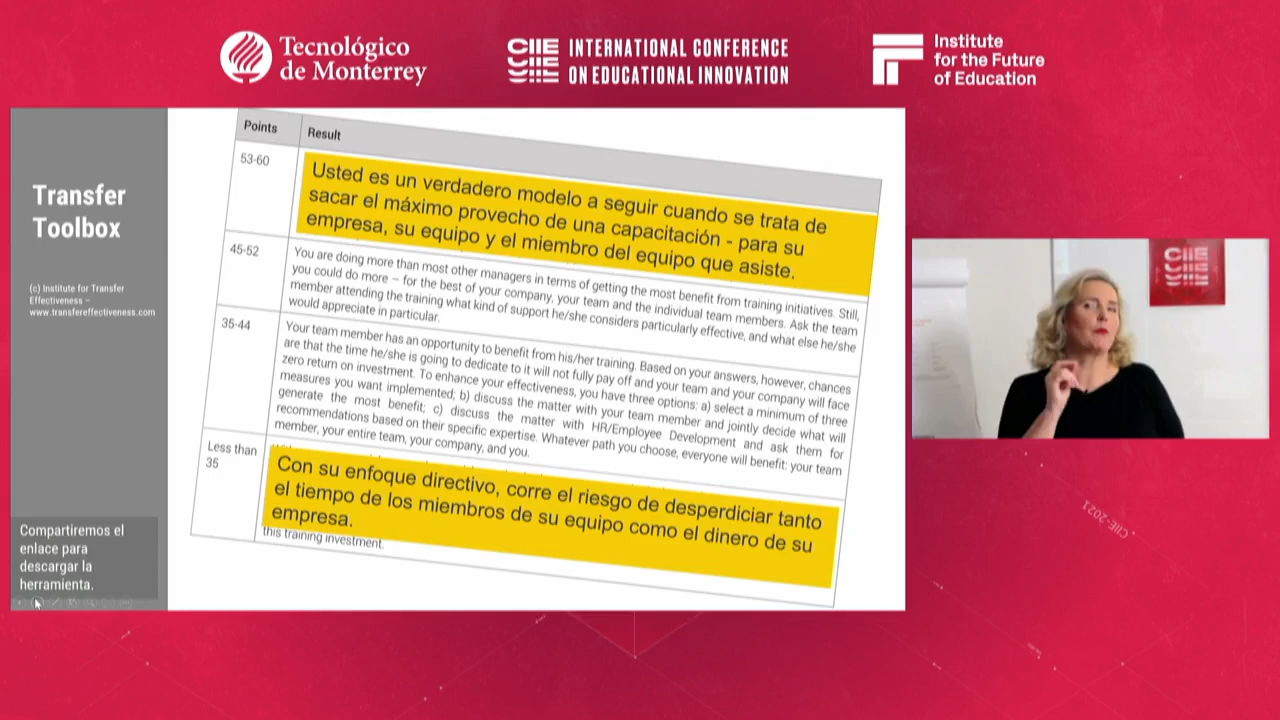 Tecnológico
de Monterrey
CIIE
INTERNATIONAL CONFERENCE
ON EDUCATIONAL INNOVATION
Institute
for the Future
of Education
Transfer
Toolbox
(c) Institute for Transfer
Effectiveness –
www.transfereffectiveness.com
Compartiremos el
enlace para
descargar la
herramienta.
Points
Result
53-60
Usted es un verdadero modelo a seguir cuando se trata de
sacar el máximo provecho de una capacitación - para su
empresa, su equipo y el miembro del equipo que asiste.
45-52
You are doing more than most other managers in terms of getting the most benefit from training initiatives. Still,
you could do more – for the best of your company, your team and the individual team members. Ask the team
member attending the training what kind of support he/she considers particularly effective, and what else he/she
would appreciate in particular.
35-44
Your team member has an opportunity to benefit from his/her training. Based on your answers, however, chances
are that the time he/she is going to dedicate to it will not fully pay off and your team and your company will face
zero return on investment. To enhance your effectiveness, you have three options: a) select a minimum of three
measures you want implemented; b) discuss the matter with your team member and jointly decide what will
generate the most benefit; c) discuss the matter with HR/Employee Development and ask them for
recommendations based on their specific expertise. Whatever path you choose, everyone will benefit: your team
member, your entire team, your company, and you.
Less than
35
Con su enfoque directivo, corre el riesgo de desperdiciar tanto
el tiempo de los miembros de su equipo como el dinero de su
empresa.
this training investment.
CIIE
CIIE-2021